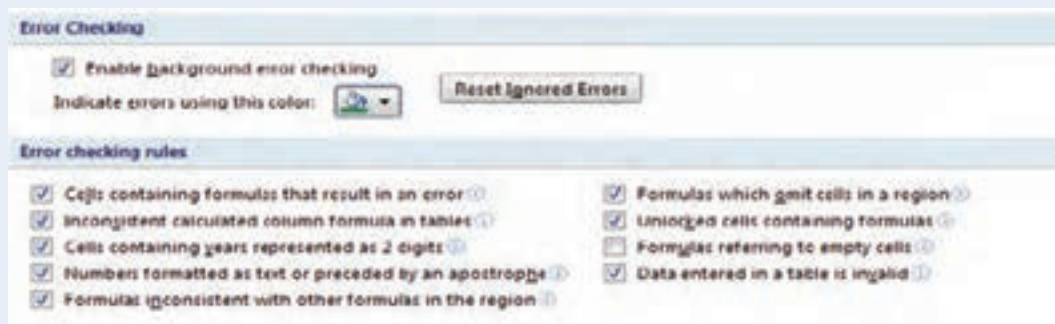 Error Checking
Enable background error checking
Indicate errors using this color:
Reset Ignored Errors
Error checking rules
Cells containing formulas that result in an error
Inconsistent calculated column formula in tables
Cells containing years represented as 2 digits
Numbers formatted as text or preceded by an apostrophe
Formulas inconsistent with other formulas in the region
Formulas which omit cells in a region
Unlocked cells containing formulas
Formulas referring to empty cells
Data entered in a table is invalid